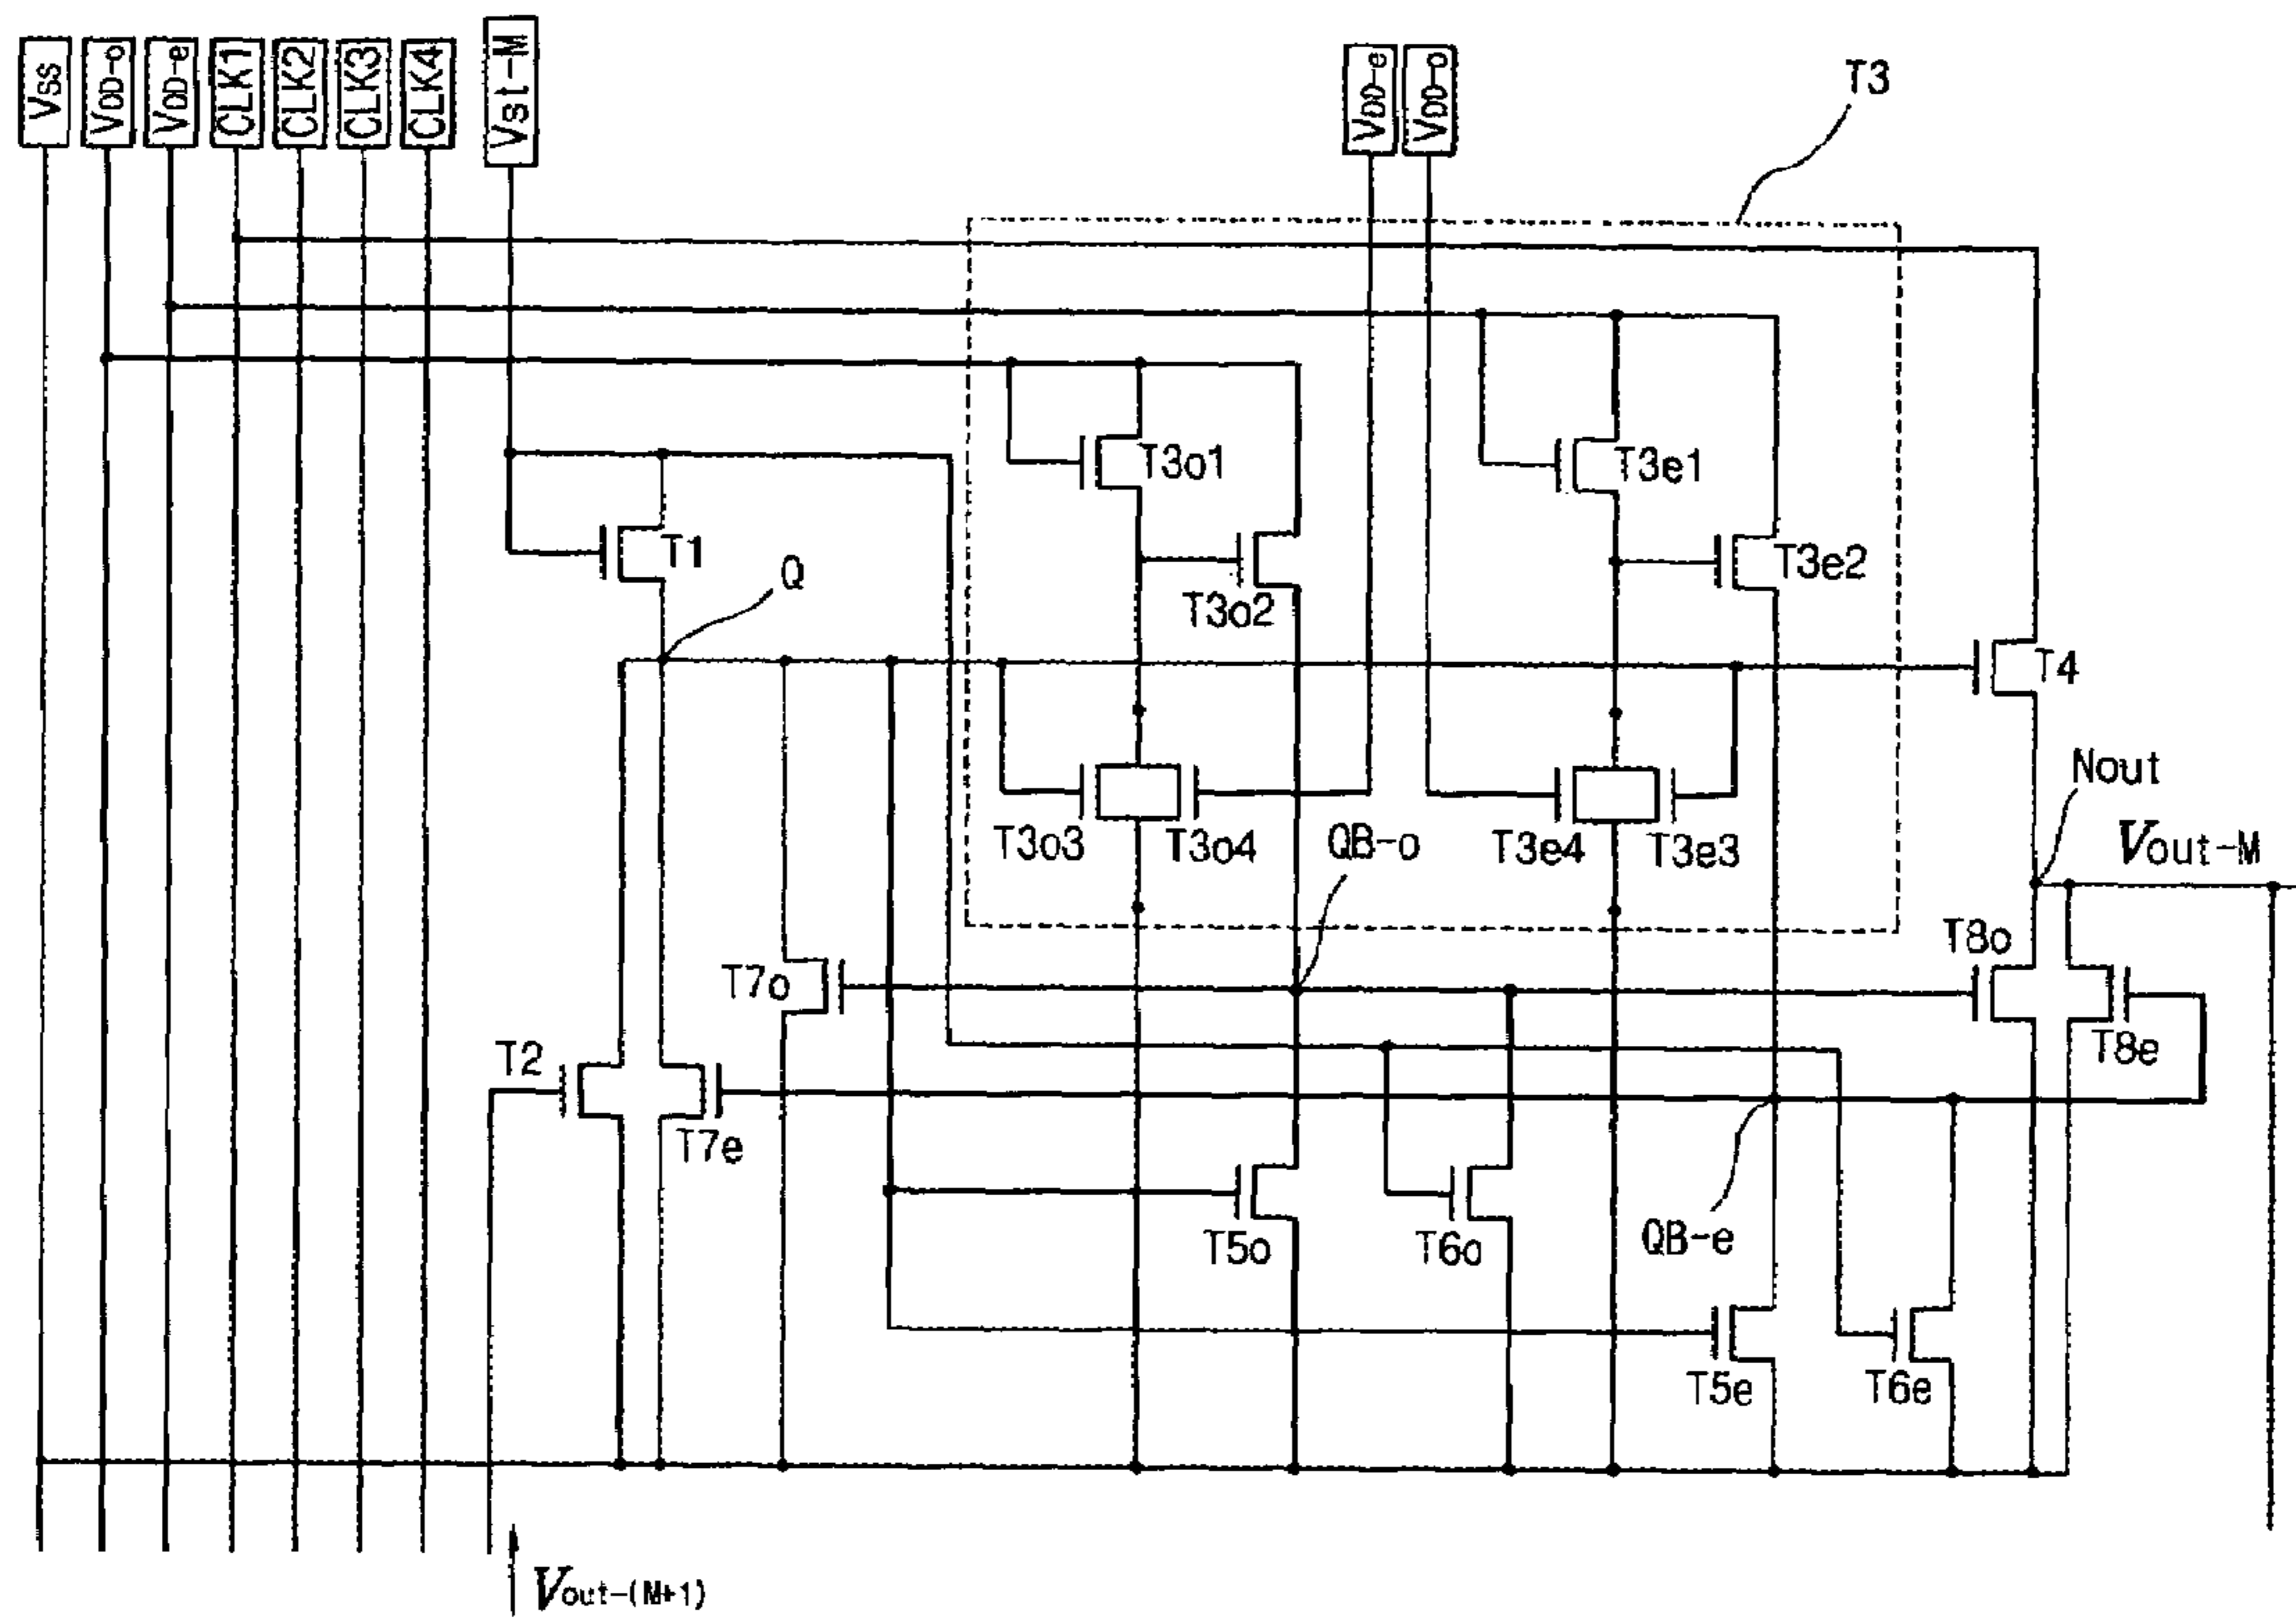 Vss
VDD-o
VDD-e
CLK1
CLK2
CLK3
CLK4
Vst-M
VDD-e
VDD-o
T3
T3o1
T3e1
T1
Q
T3o2
T3e2
T4
Nout
Vout-M
T3o3
T3o4
QB-o
T3e4
T3e3
T8o
T7o
T8e
T2
T7e
T5o
T6o
QB-e
T5e
T6e
Vout-(M+1)